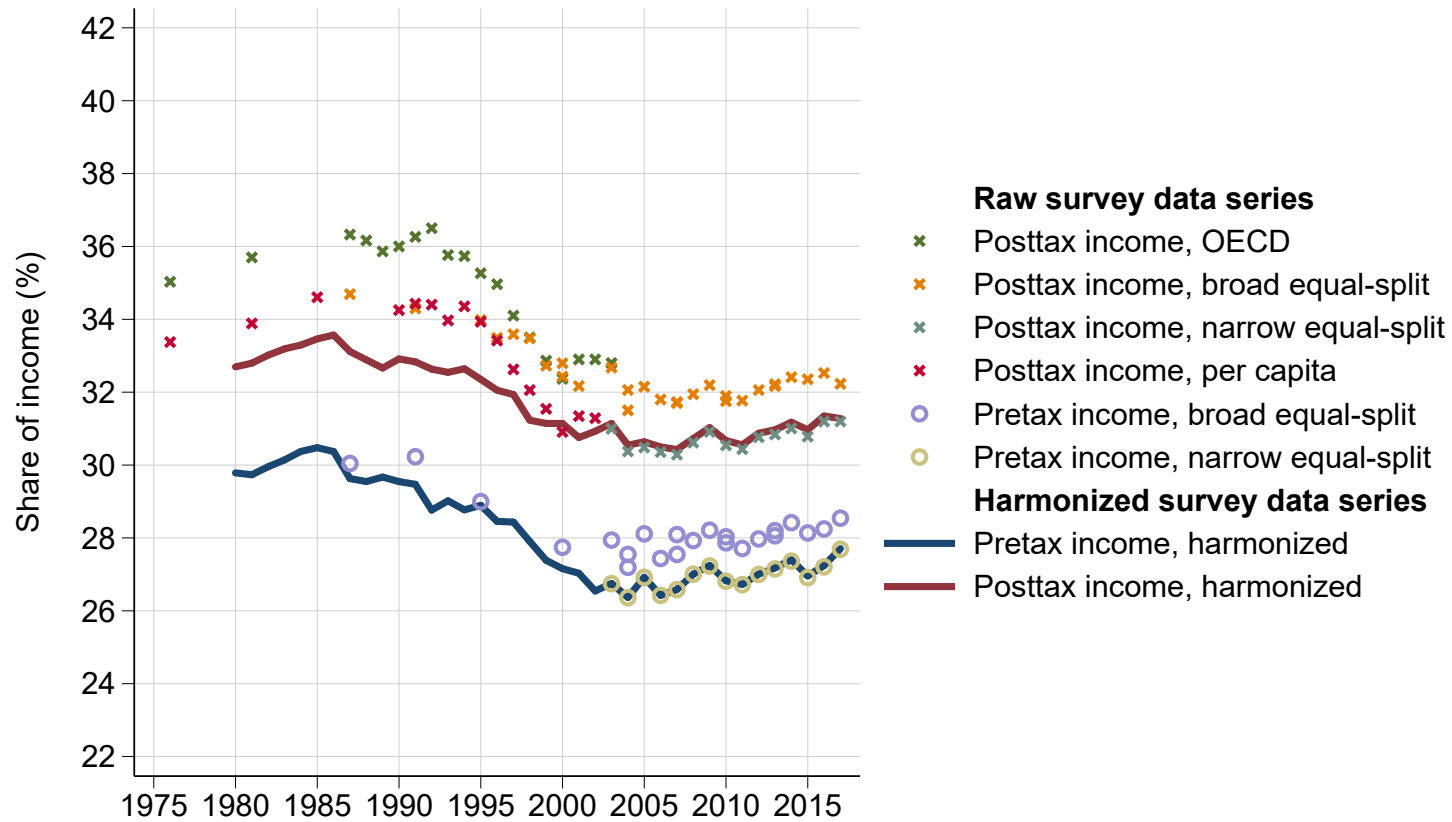 Share of income (%)
42
40
38
36
34
32
30
28
26
24
22
1975 1980 1985 1990 1995 2000 2005 2010 2015
Raw survey data series
Posttax income, OECD
Posttax income, broad equal-split
Posttax income, narrow equal-split
Posttax income, per capita
Pretax income, broad equal-split
Pretax income, narrow equal-split
Harmonized survey data series
Pretax income, harmonized
Posttax income, harmonized